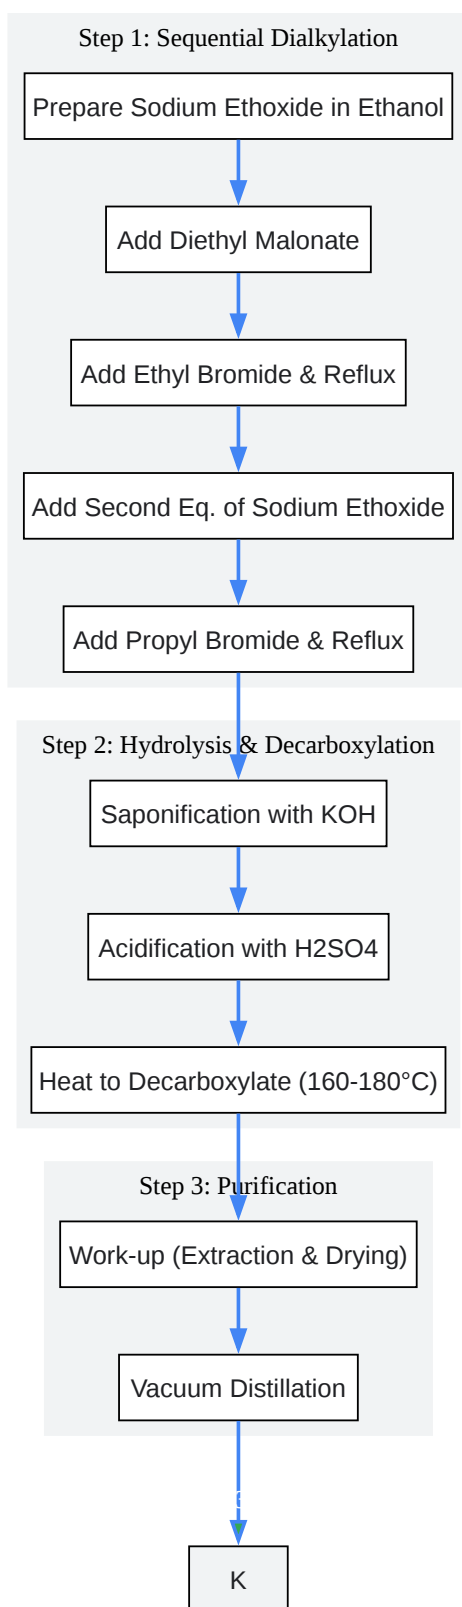 Step 1: Sequential Dialkylation
Prepare Sodium Ethoxide in Ethanol
Add Diethyl Malonate
Add Ethyl Bromide & Reflux
Add Second Eq. of Sodium Ethoxide
Add Propyl Bromide & Reflux
Step 2: Hydrolysis & Decarboxylation
Saponification with KOH
Acidification with H2SO4
Heat to Decarboxylate (160-180°C)
Step 3: Purification
Work-up (Extraction & Drying)
Vacuum Distillation
K